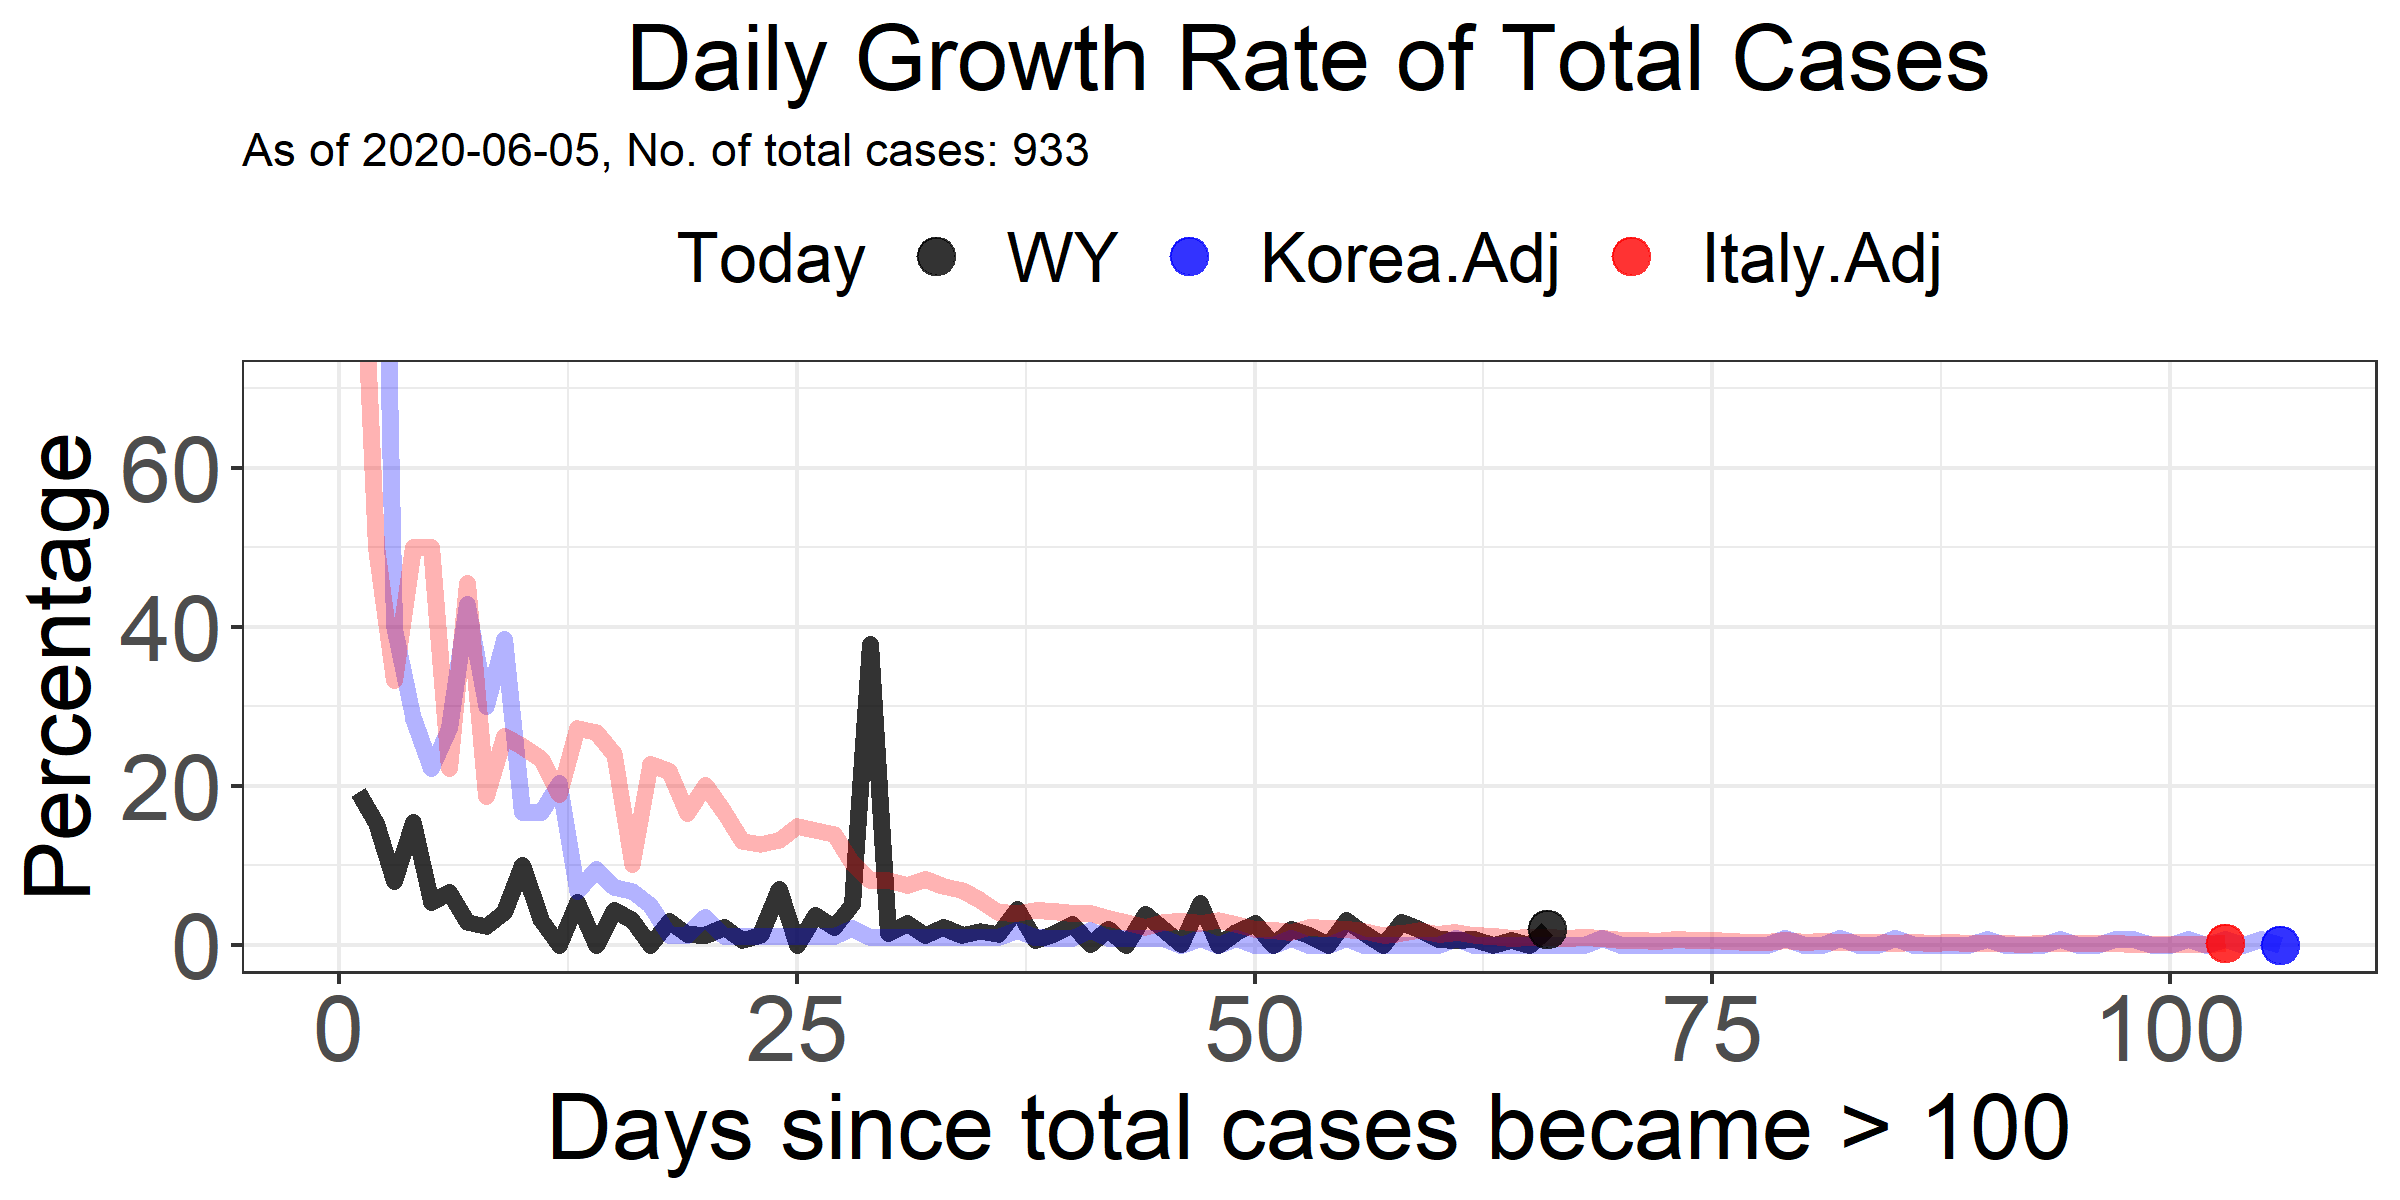 Daily Growth Rate of Total Cases
As of 2020-06-05, No. of total cases: 933
Today WY Korea.Adj Italy.Adj
Percentage
60
40
20
0
0 25 50 75 100
Days since total cases became > 100